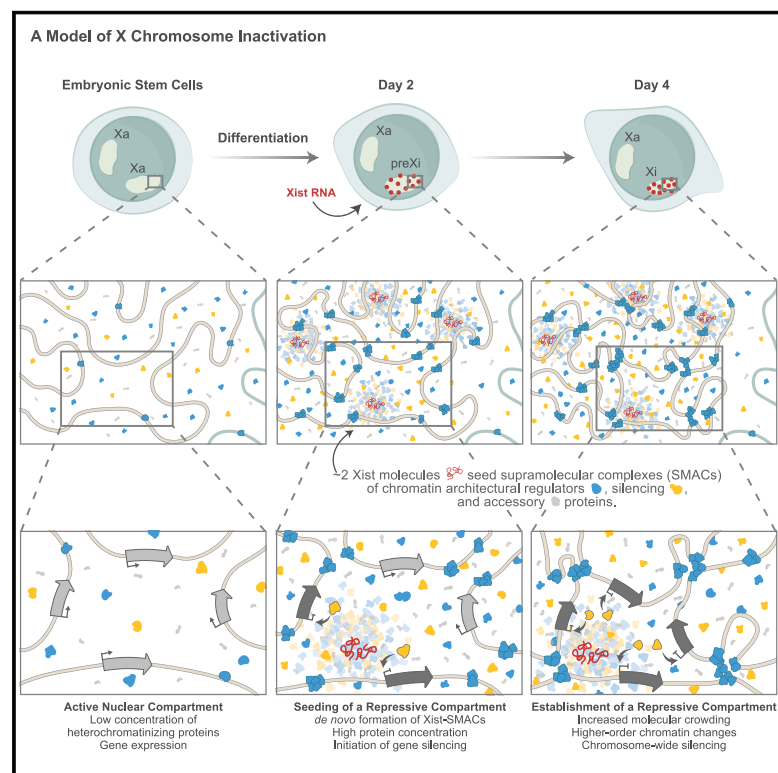 A Model of X Chromosome Inactivation
Embryonic Stem Cells
Day 2
Day 4
Xa
Xa
Differentiation
Xist RNA
Xa
preXi
Xa
Xi
~2 Xist molecules seed supramolecular complexes (SMACs)
of chromatin architectural regulators , silencing ,
and accessory proteins.
Active Nuclear Compartment
Low concentration of
heterochromatinizing proteins
Gene expression
Seeding of a Repressive Compartment
de novo formation of Xist-SMACs
High protein concentration
Initiation of gene silencing
Establishment of a Repressive Compartment
Increased molecular crowding
Higher-order chromatin changes
Chromosome-wide silencing